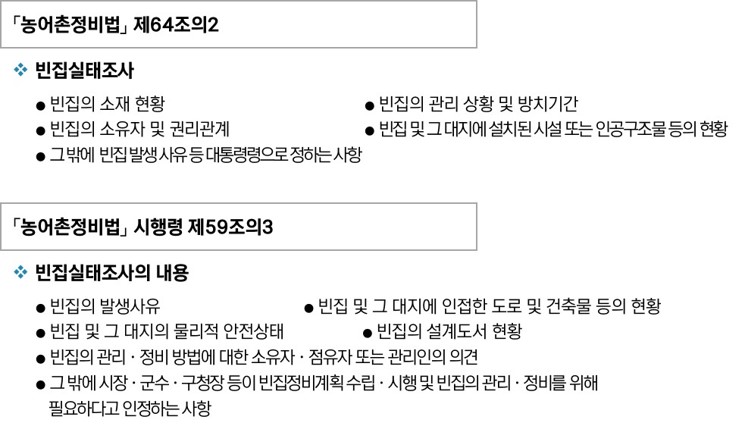 「농어촌정비법」 제64조의2
❖ 빈집실태조사
● 빈집의 소재 현황 ● 빈집의 관리 상황 및 방치기간
● 빈집의 소유자 및 권리관계 ● 빈집 및 그 대지에 설치된 시설 또는 인공구조물 등의 현황
● 그 밖에 빈집 발생 사유 등 대통령령으로 정하는 사항
「농어촌정비법」 시행령 제59조의3
❖ 빈집실태조사의 내용
● 빈집의 발생사유 ● 빈집 및 그 대지에 인접한 도로 및 건축물 등의 현황
● 빈집 및 그 대지의 물리적 안전상태 ● 빈집의 설계도서 현황
● 빈집의 관리 · 정비 방법에 대한 소유자 · 점유자 또는 관리인의 의견
● 그 밖에 시장 · 군수 · 구청장 등이 빈집정비계획 수립 · 시행 및 빈집의 관리 · 정비를 위해
필요하다고 인정하는 사항